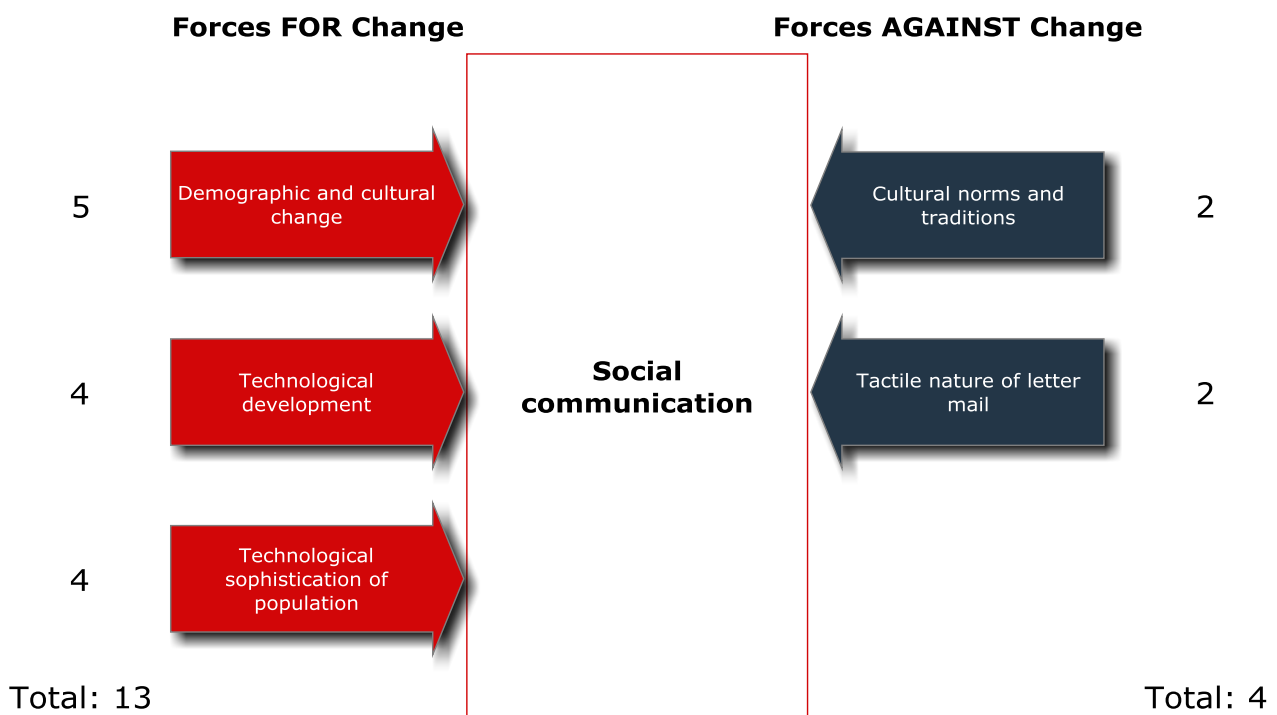 Forces FOR Change
Forces AGAINST Change
5
Demographic and cultural
change
Cultural norms and
traditions
2
4
Technological
development
Social
communication
Tactile nature of letter
mail
2
4
Technological
sophistication of
population
Total: 13
Total: 4